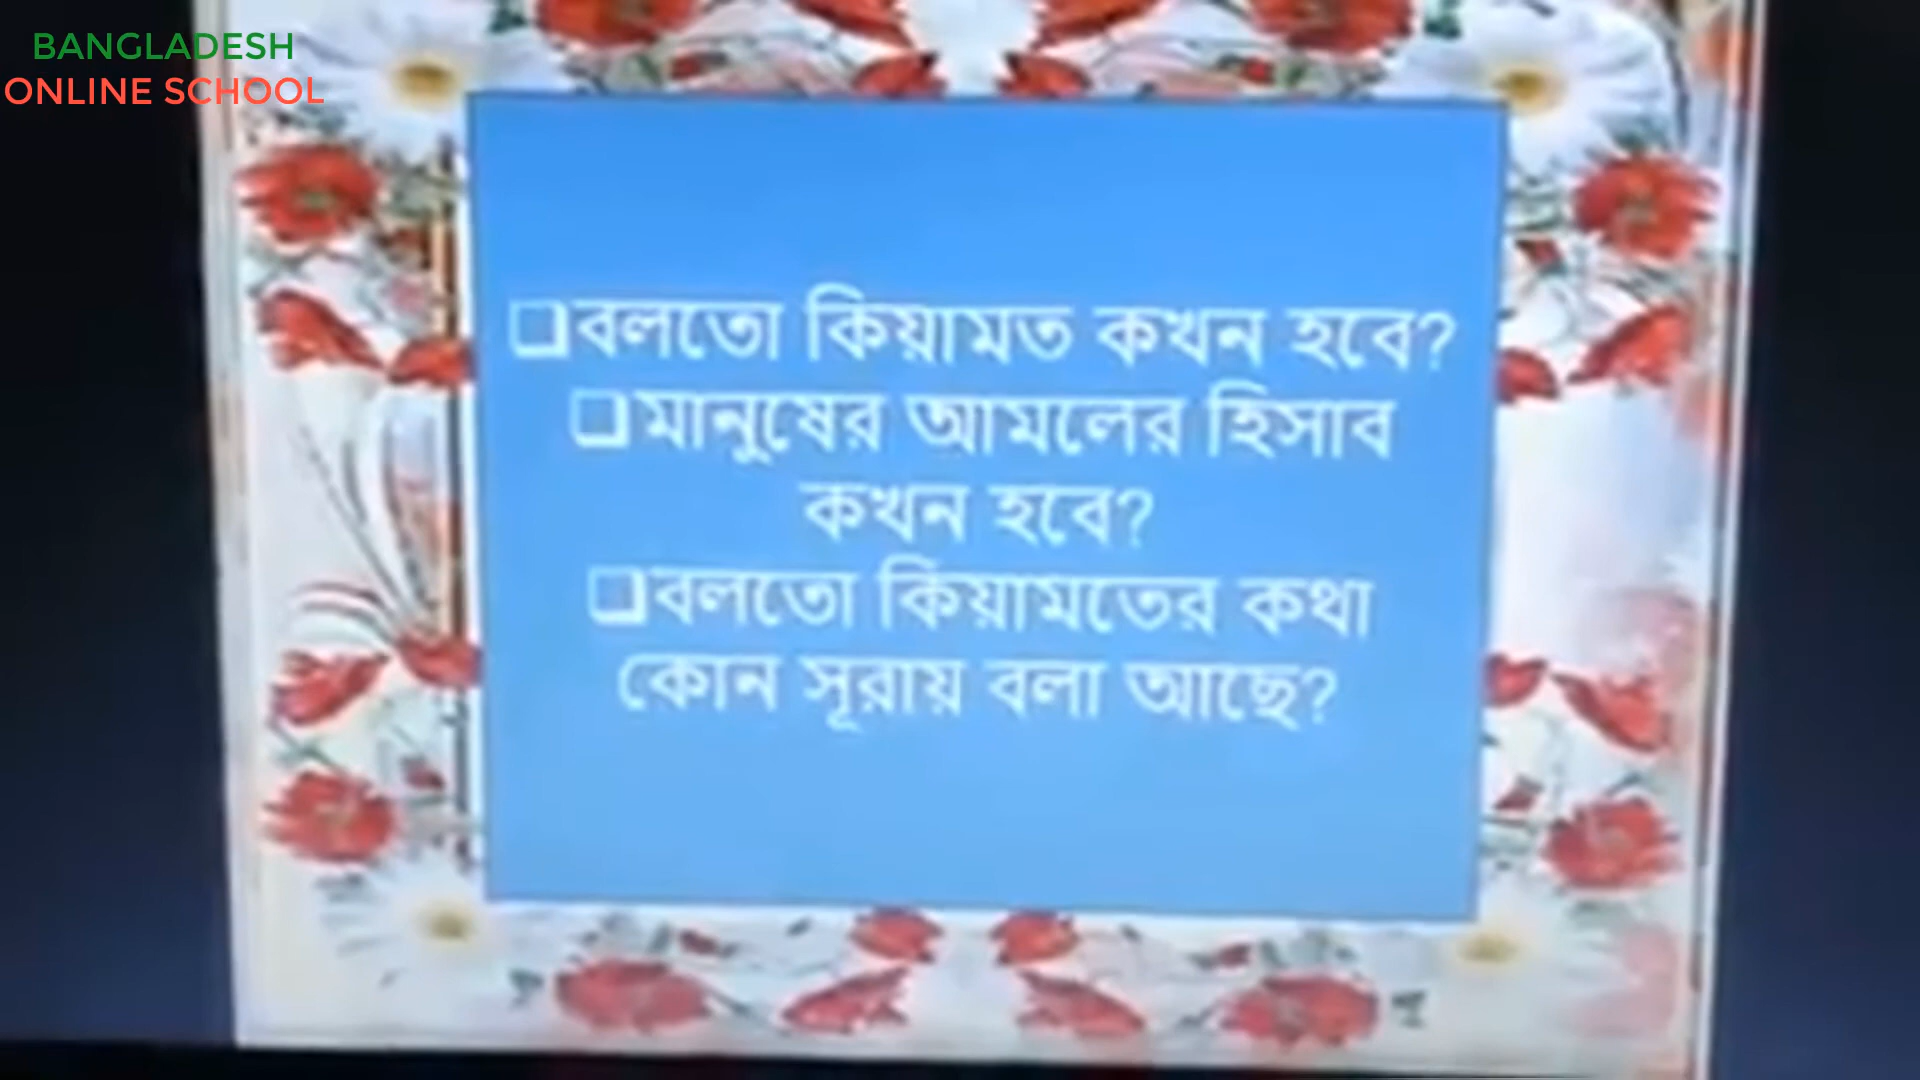 BANGLADESH
ONLINE SCHOOL
❑বলতো কিয়ামত কখন হবে?
❑মানুষের আমলের হিসাব
কখন হবে?
❑বলতো কিয়ামতের কথা
কোন সূরায় বলা আছে?